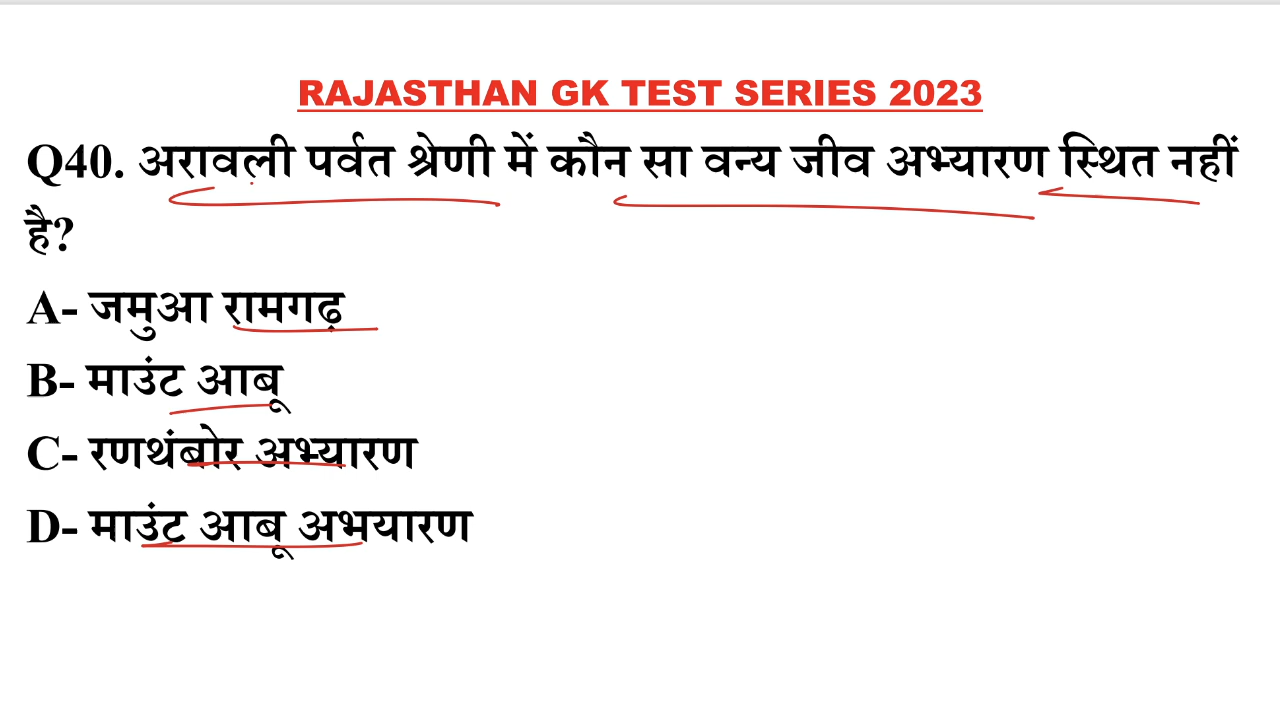 RAJASTHAN GK TEST SERIES 2023
Q40. अरावली पर्वत श्रेणी में कौन सा वन्य जीव अभ्यारण स्थित नहीं
है?
A- जमुआ रामगढ़
B- माउंट आबू
C- रणथंबोर अभ्यारण
D- माउंट आबू अभयारण